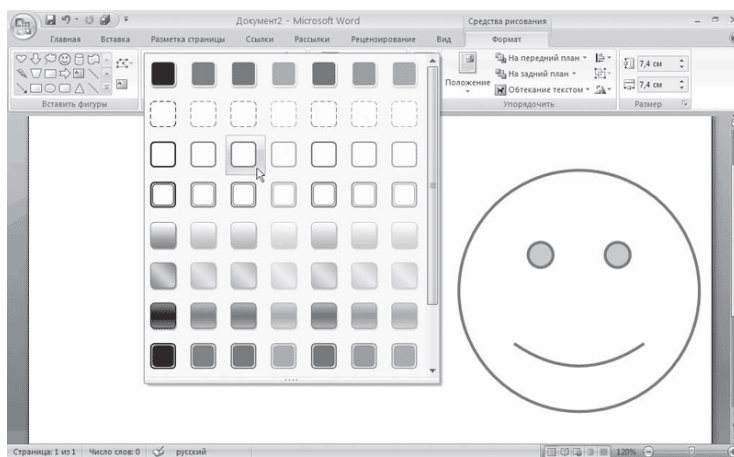 Документ2 - Microsoft Word
Средства рисования
Главная Вставка Разметка страницы Ссылки Рассылки Рецензирование Вид Формат
На передний план
7,4 см
Положение
На задний план
Обтекание текстом
7,4 см
Вставить фигуры
Упорядочить
Размер
Страница: 1 из 1 Число слов: 0 русский 120%